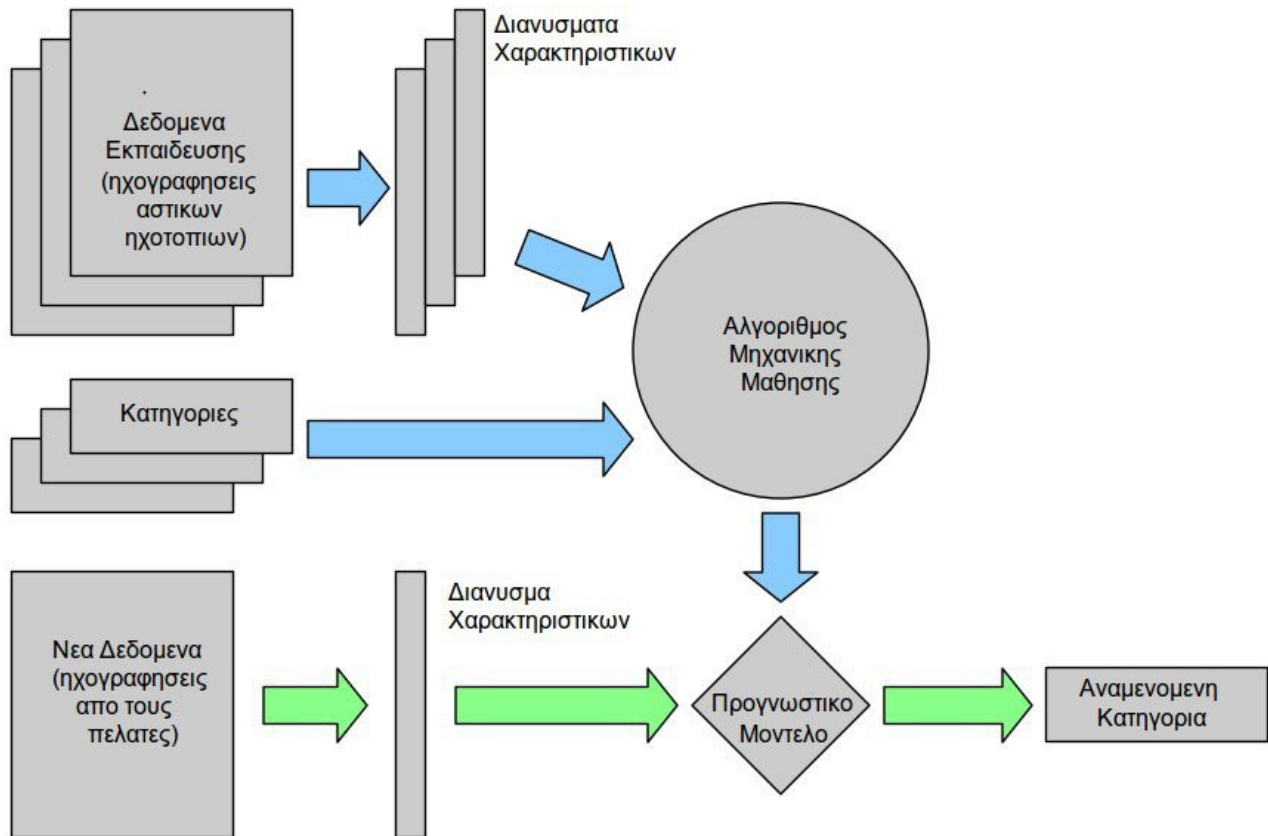 Διανυσματα
Χαρακτηριστικων
Δεδομενα
Εκπαιδευσης
(ηχογραφησεις
αστικων
ηχοτοπιων)
Αλγοριθμος
Μηχανικης
Μαθησης
Κατηγοριες
Διανυσμα
Χαρακτηριστικων
Νεα Δεδομενα
(ηχογραφησεις
απο τους
πελατες)
Προγνωστικο
Μοντελο
Αναμενομενη
Κατηγορια